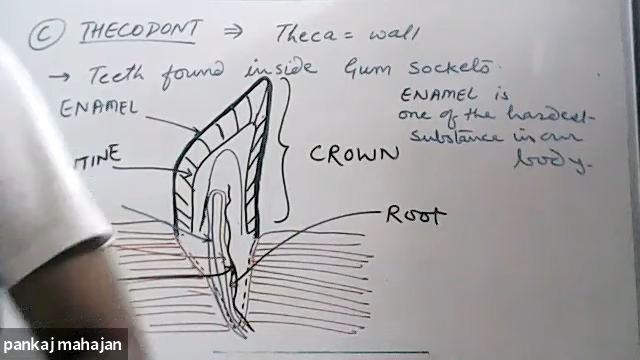 Ⓒ THECODONT ⇒ Theca = wall
→ Teeth found inside Gum sockets.
ENAMEL
ENAMEL is
one of the hardest
substance in our
body.
TINE
CROWN
Root
pankaj mahajan